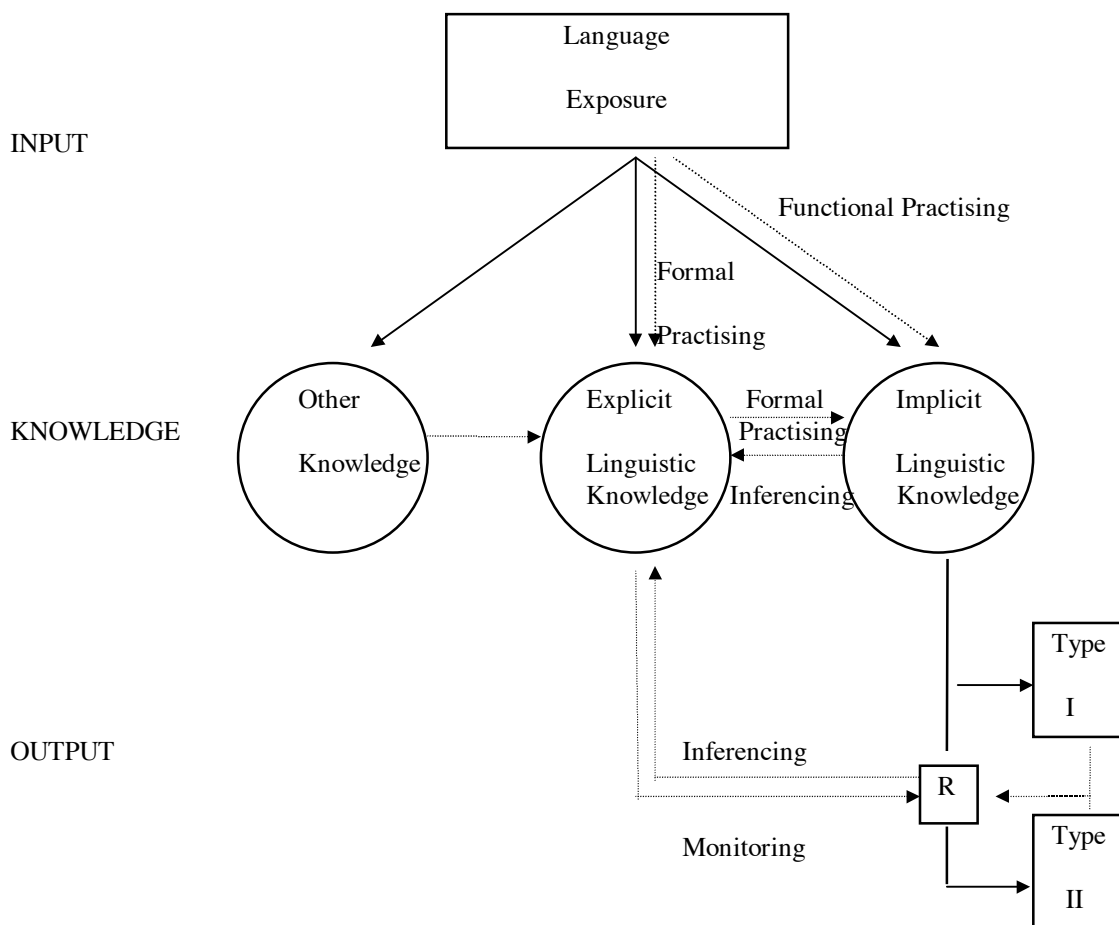 Language
Exposure
INPUT
Functional Practising
Formal
Practising
Other
Knowledge
Explicit
Linguistic
Knowledge
Formal
Practising
Inferencing
Implicit
Linguistic
Knowledge
KNOWLEDGE
Type
I
OUTPUT
Inferencing
R
Monitoring
Type
II